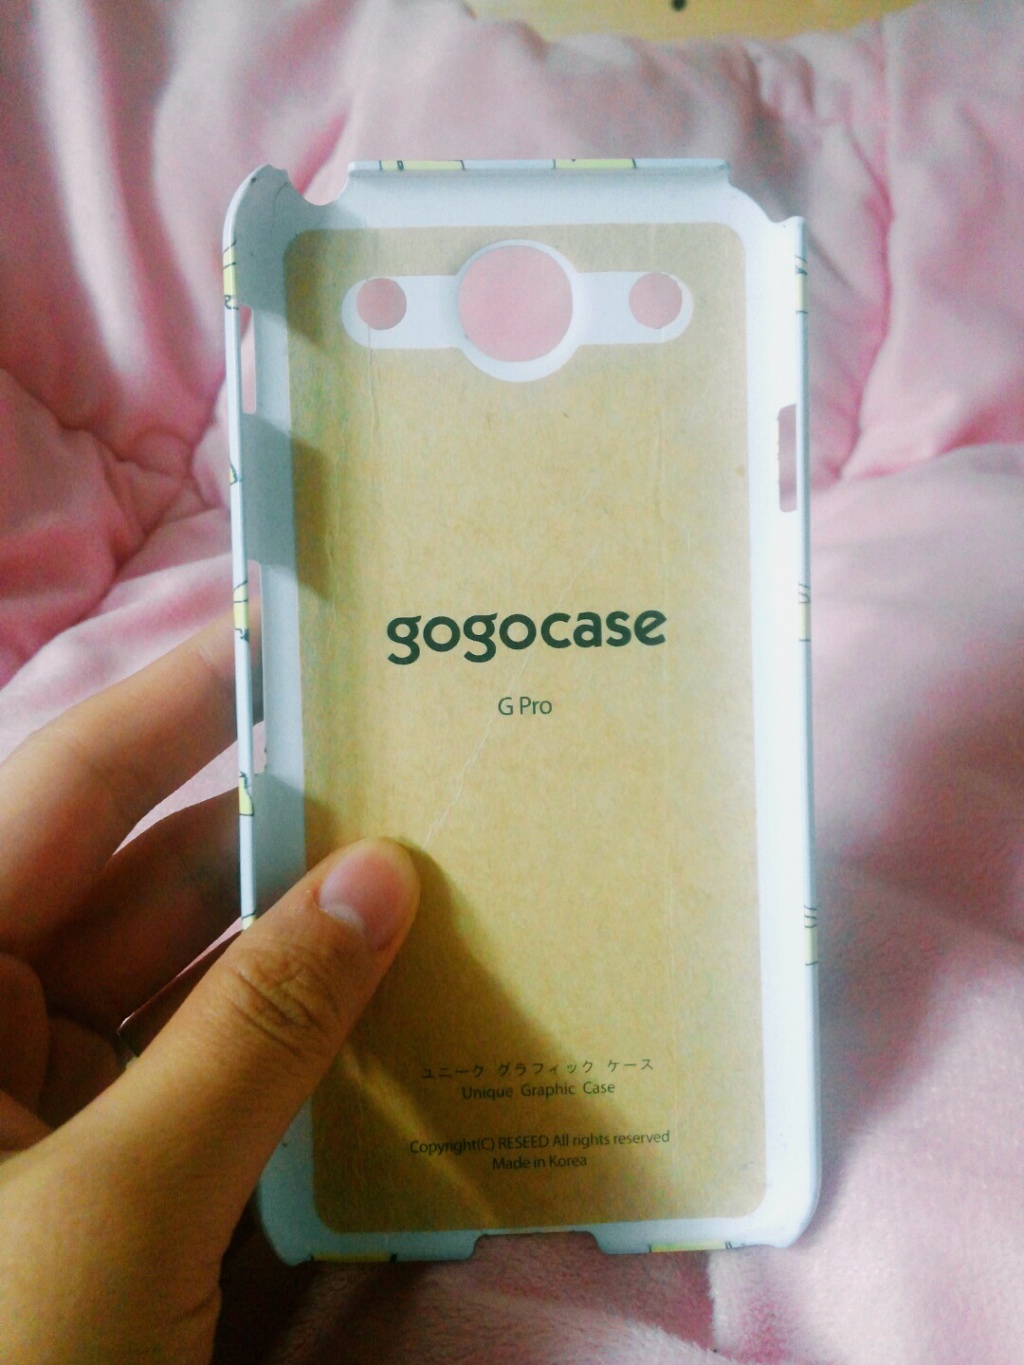 gogocase
G Pro
ユニーク グラフィック ケース
Unique Graphic Case
Copyright(C) RESEED All rights reserved
Made in Korea